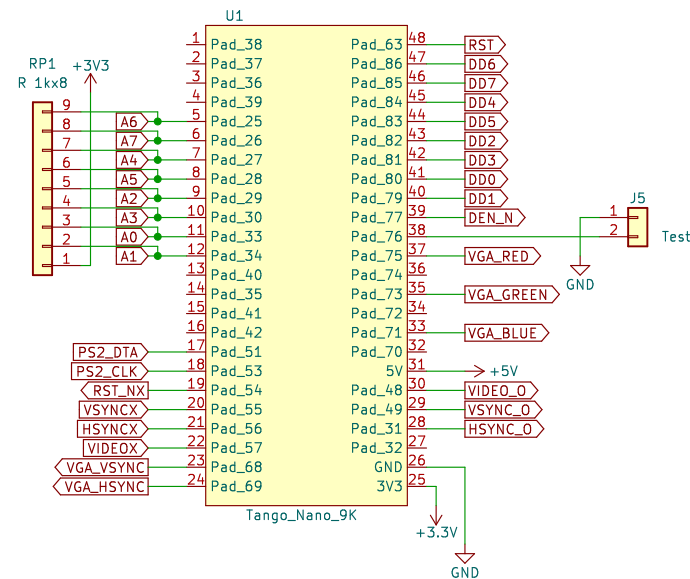 U1
RP1
R 1kx8
+3V3
9
8
7
6
5
4
3
2
1
A6
A7
A4
A5
A2
A3
A0
A1
PS2_DTA
PS2_CLK
RST_NX
VSYNCX
HSYNCX
VIDEOX
VGA_VSYNC
VGA_HSYNC
1 Pad_38 Pad_63 48 RST
2 Pad_37 Pad_86 47 DD6
3 Pad_36 Pad_85 46 DD7
4 Pad_39 Pad_84 45 DD4
5 Pad_25 Pad_83 44 DD5
6 Pad_26 Pad_82 43 DD2
7 Pad_27 Pad_81 42 DD3
8 Pad_28 Pad_80 41 DD0
9 Pad_29 Pad_79 40 DD1
10 Pad_30 Pad_77 39 DEN_N
11 Pad_33 Pad_76 38
12 Pad_34 Pad_75 37 VGA_RED
13 Pad_40 Pad_74 36
14 Pad_35 Pad_73 35 VGA_GREEN
15 Pad_41 Pad_72 34
16 Pad_42 Pad_71 33 VGA_BLUE
17 Pad_51 Pad_70 32
18 Pad_53 5V 31 +5V
19 Pad_54 Pad_48 30 VIDEO_O
20 Pad_55 Pad_49 29 VSYNC_O
21 Pad_56 Pad_31 28 HSYNC_O
22 Pad_57 Pad_32 27
23 Pad_68 GND 26
24 Pad_69 3V3 25
Tango_Nano_9K
+3.3V
GND
J5
1
2
Test
GND